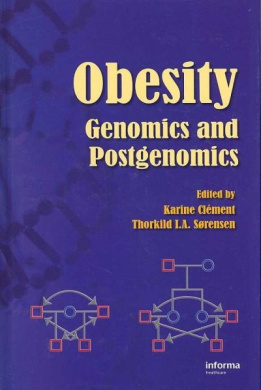 Obesity
Genomics and
Postgenomics
Edited by
Karine Clément
Thorkild I.A. Sørensen
informa
healthcare